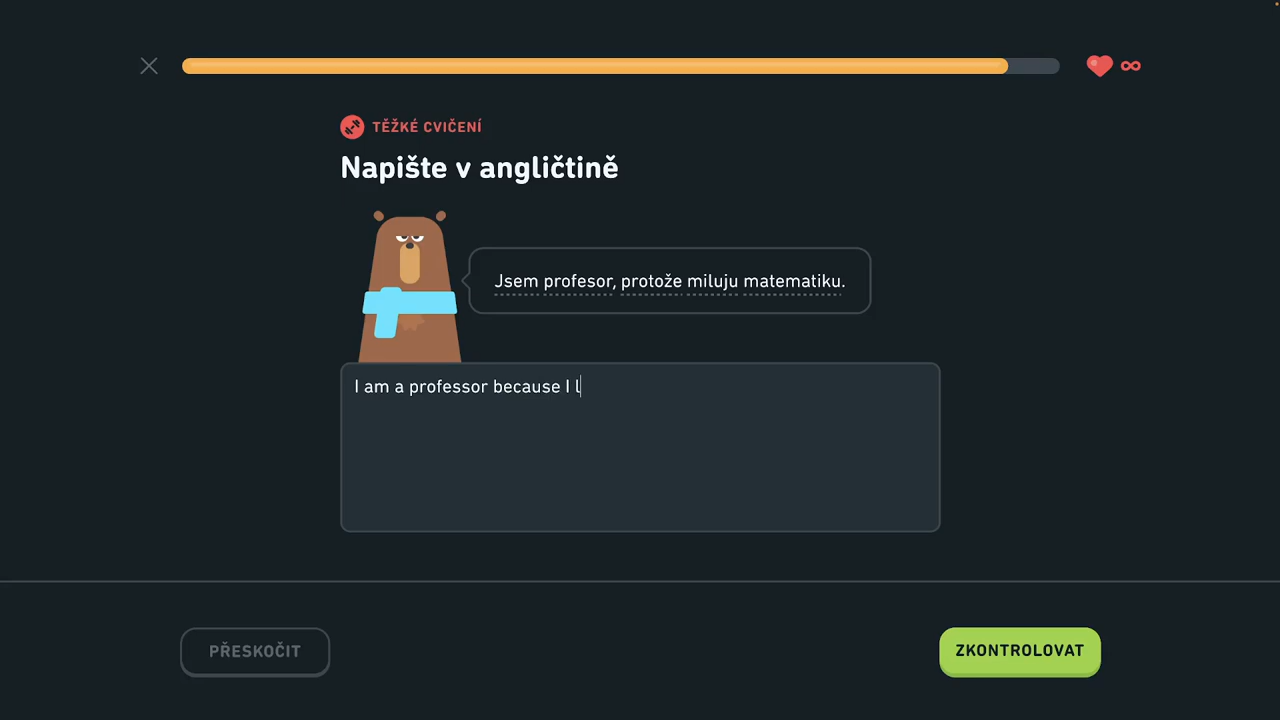 ∞
TĚŽKÉ CVIČENÍ
Napište v angličtině
Jsem profesor, protože miluju matematiku.
I am a professor because I l
PŘESKOČIT
ZKONTROLOVAT